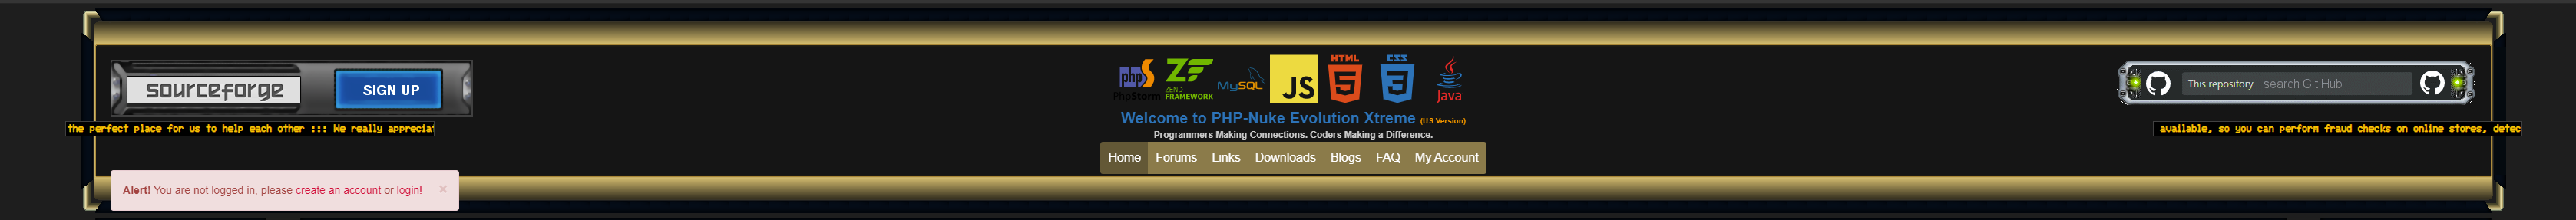 sourceforge
SIGN UP
the perfect place for us to help each other ::: We really apprecia
php
PhpStorm
ZF
ZEND
FRAMEWORK
MySQL
JS
HTML
5
CSS
3
Java
Welcome to PHP-Nuke Evolution Xtreme (US Version)
Programmers Making Connections. Coders Making a Difference.
Home Forums Links Downloads Blogs FAQ My Account
This repository search Git Hub
available, so you can perform fraud checks on online stores, detec
Alert! You are not logged in, please create an account or login! ×